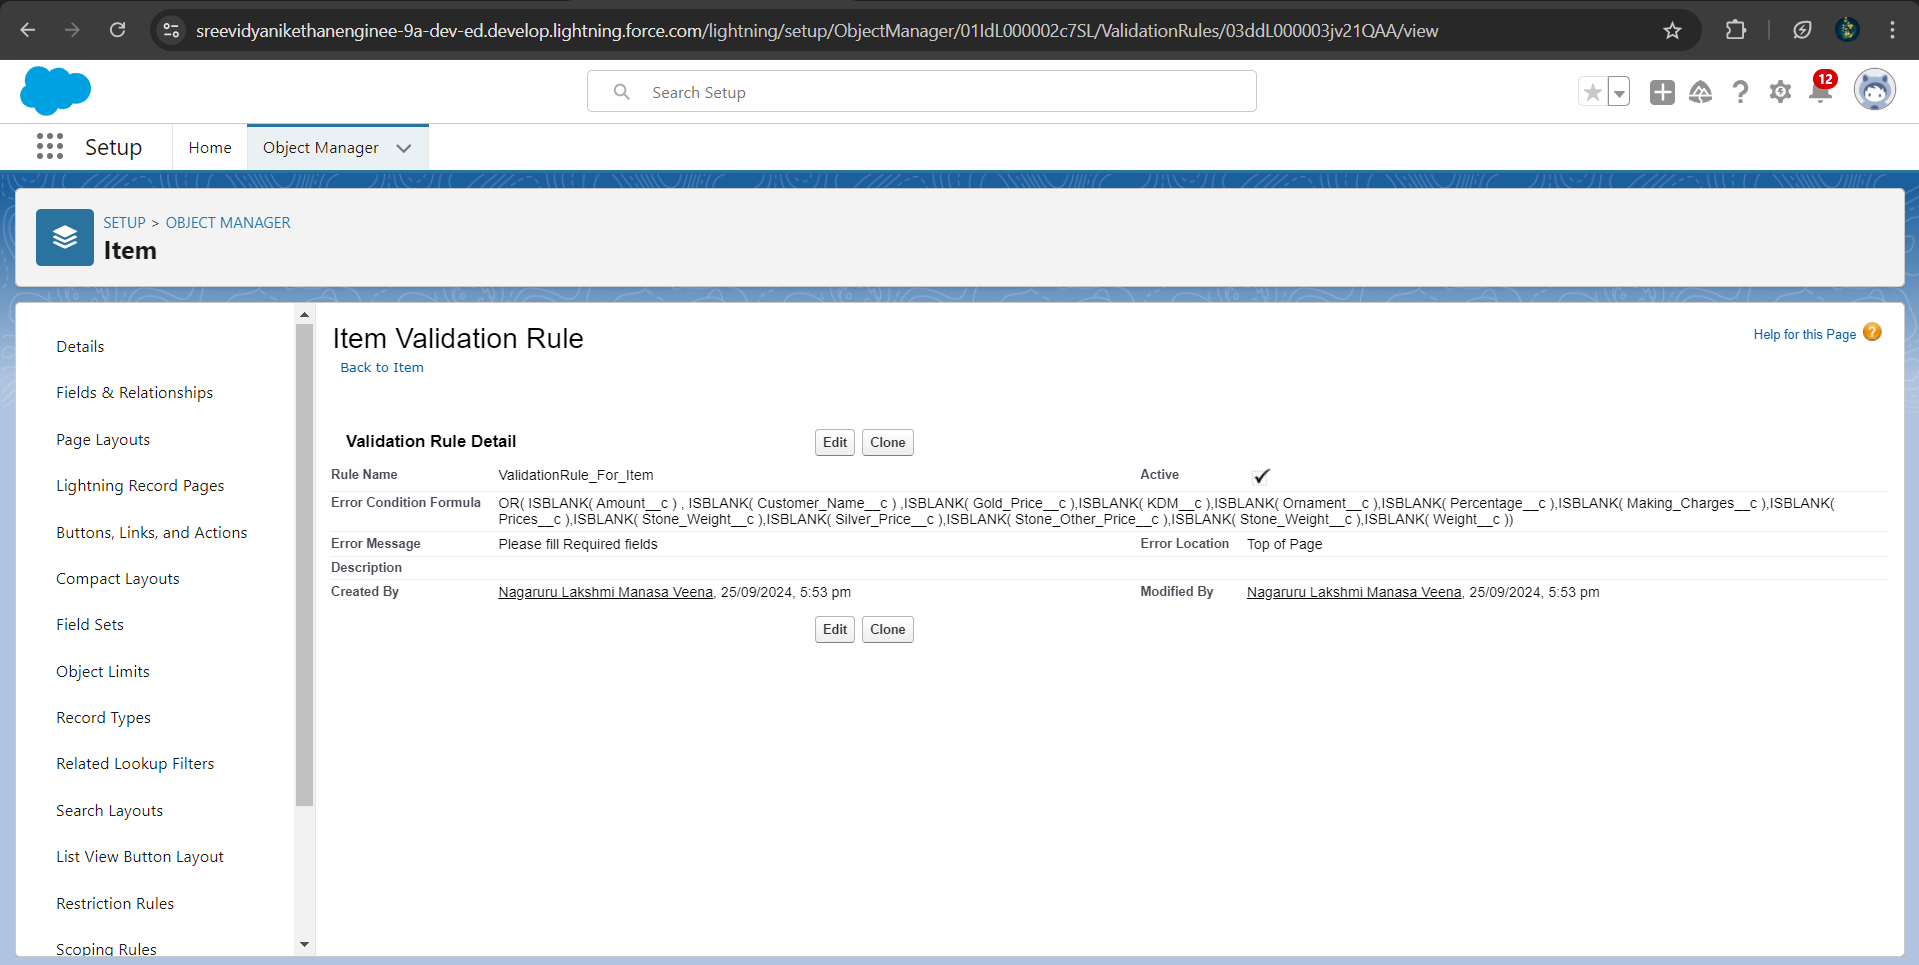 sreevidyanikethanenginee-9a-dev-ed.develop.lightning.force.com/lightning/setup/ObjectManager/01IdL000002c7SL/ValidationRules/03ddL000003jv21QAA/view
Search Setup
12
Setup
Home
Object Manager
SETUP > OBJECT MANAGER
Item
Details
Fields & Relationships
Page Layouts
Lightning Record Pages
Buttons, Links, and Actions
Compact Layouts
Field Sets
Object Limits
Record Types
Related Lookup Filters
Search Layouts
List View Button Layout
Restriction Rules
Scoping Rules
Item Validation Rule
Back to Item
Help for this Page
Validation Rule Detail
Edit Clone
Rule Name ValidationRule_For_Item Active
Error Condition Formula OR( ISBLANK( Amount__c ) , ISBLANK( Customer_Name__c ) ,ISBLANK( Gold_Price__c ),ISBLANK( KDM__c ),ISBLANK( Ornament__c ),ISBLANK( Percentage__c ),ISBLANK( Making_Charges__c ),ISBLANK(
Prices__c ),ISBLANK( Stone_Weight__c ),ISBLANK( Silver_Price__c ),ISBLANK( Stone_Other_Price__c ),ISBLANK( Stone_Weight__c ),ISBLANK( Weight__c ))
Error Message Please fill Required fields Error Location Top of Page
Description
Created By Nagaruru Lakshmi Manasa Veena, 25/09/2024, 5:53 pm Modified By Nagaruru Lakshmi Manasa Veena, 25/09/2024, 5:53 pm
Edit Clone